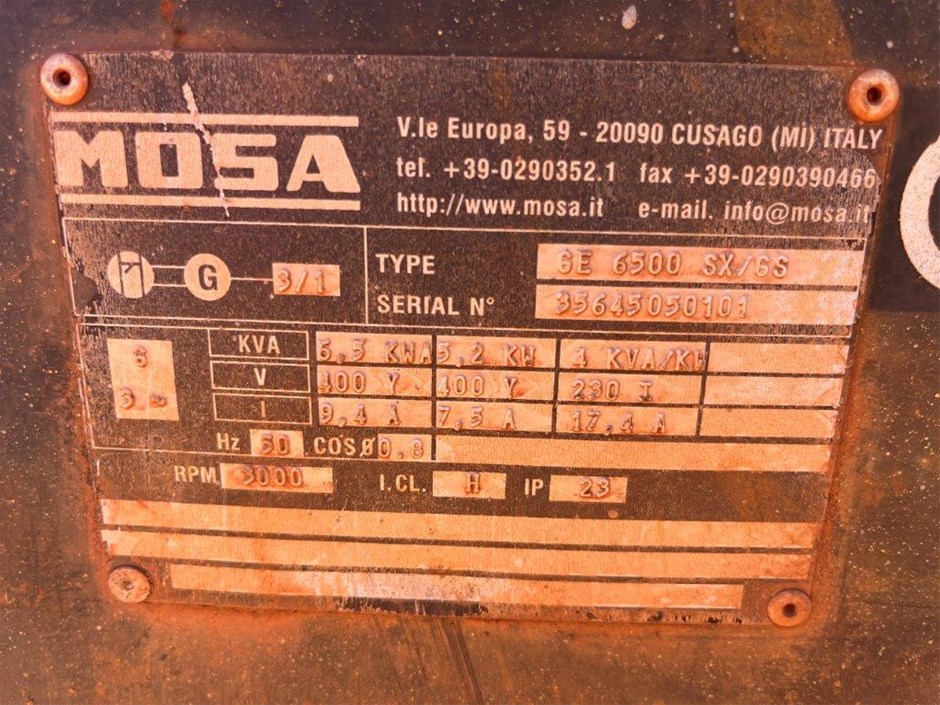 MOSA
V.le Europa, 59 - 20090 CUSAGO (MI) ITALY
tel. +39-0290352.1 fax +39-0290390466
http://www.mosa.it e-mail. info@mosa.it
G 3/1
TYPE GE 6500 SX/GS
SERIAL N° 35645050101
KVA 6,5 KWA 5,2 KW 4 KVA/KW
V 400 Y 400 Y 230 I
I 9,4 A 7,5 A 17,4 A
Hz 50 COSØ 0.8
RPM 3000 I.CL. H IP 23